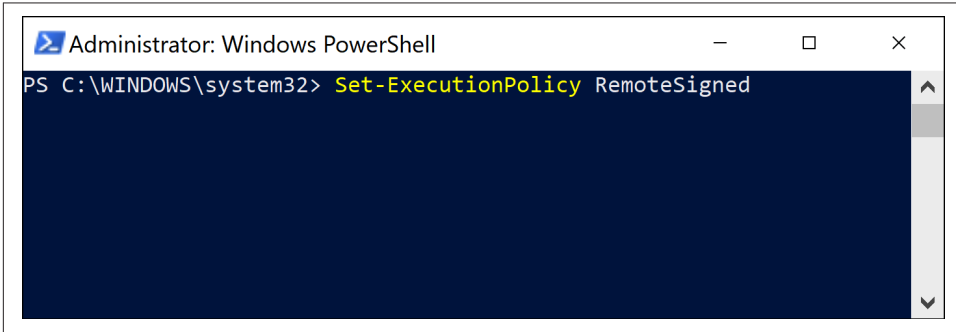 Administrator: Windows PowerShell
PS C:\WINDOWS\system32> Set-ExecutionPolicy RemoteSigned